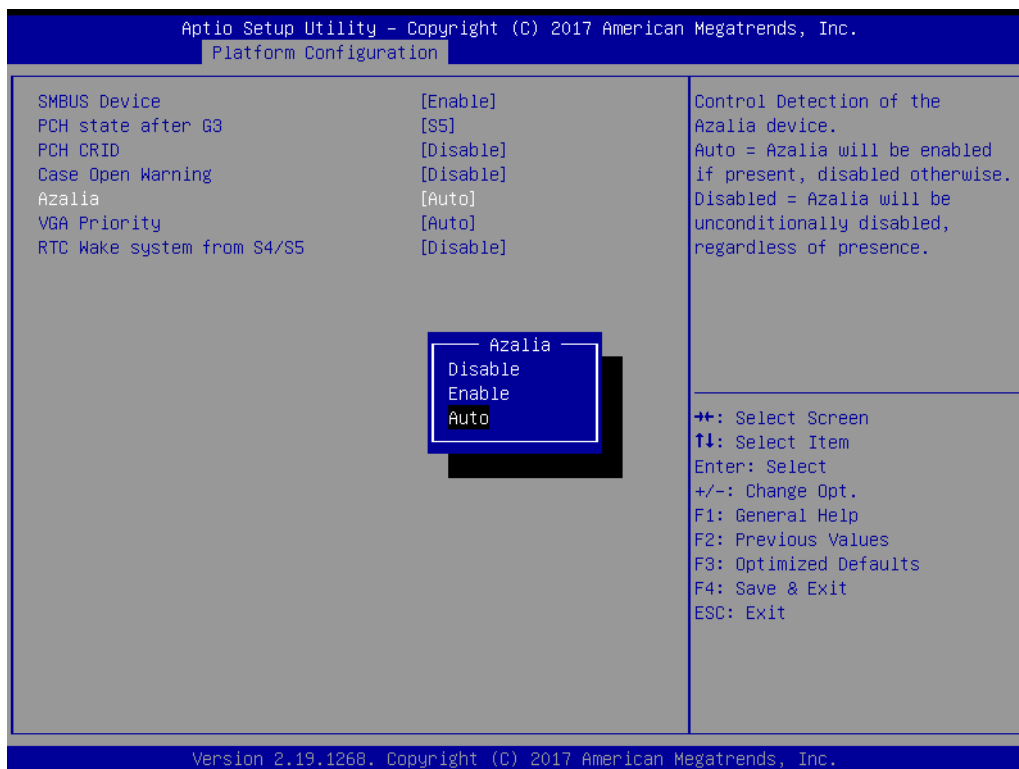 Aptio Setup Utility – Copyright (C) 2017 American Megatrends, Inc.
Platform Configuration
SMBUS Device [Enable]
PCH state after G3 [S5]
PCH CRID [Disable]
Case Open Warning [Disable]
Azalia [Auto]
VGA Priority [Auto]
RTC Wake system from S4/S5 [Disable]
Control Detection of the
Azalia device.
Auto = Azalia will be enabled
if present, disabled otherwise.
Disabled = Azalia will be
unconditionally disabled,
regardless of presence.
Azalia
Disable
Enable
Auto
→←: Select Screen
↑↓: Select Item
Enter: Select
+/-: Change Opt.
F1: General Help
F2: Previous Values
F3: Optimized Defaults
F4: Save & Exit
ESC: Exit
Version 2.19.1268. Copyright (C) 2017 American Megatrends, Inc.